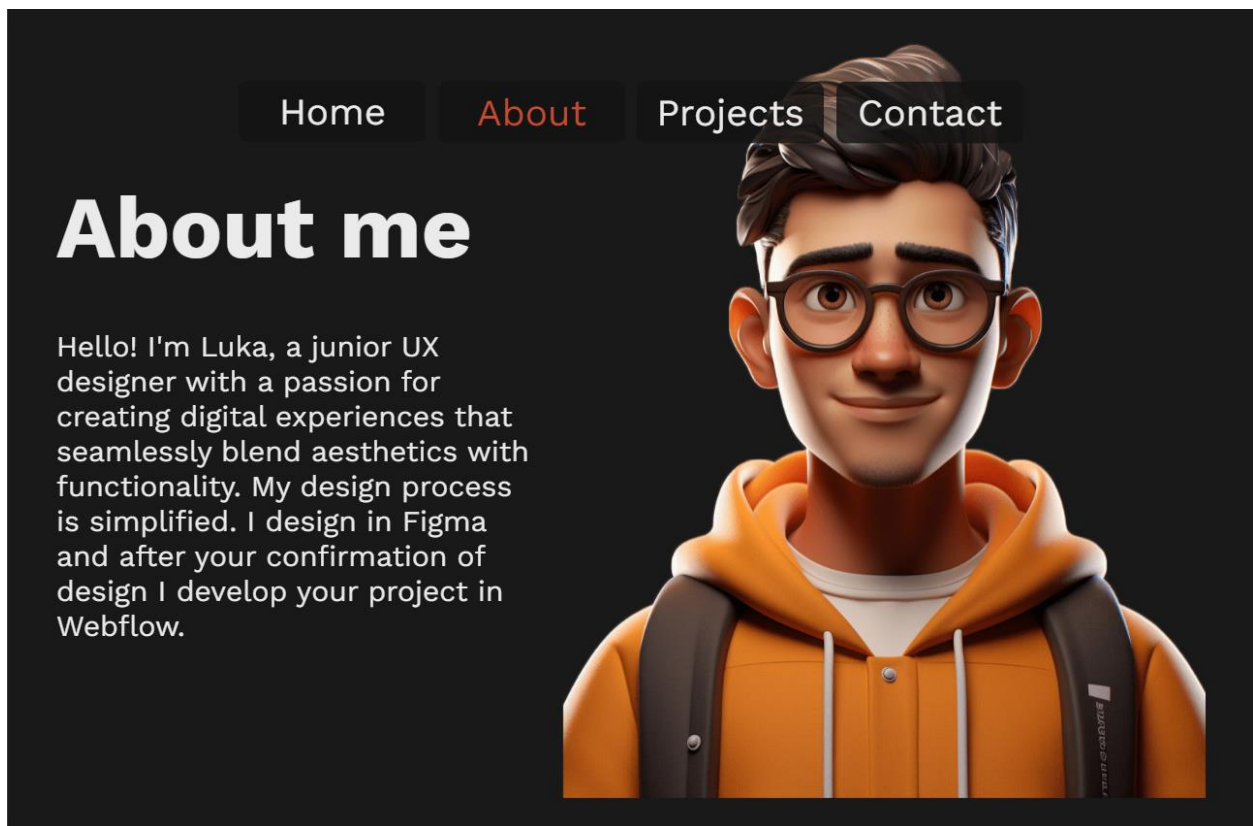 Home About Projects Contact
About me
Hello! I'm Luka, a junior UX
designer with a passion for
creating digital experiences that
seamlessly blend aesthetics with
functionality. My design process
is simplified. I design in Figma
and after your confirmation of
design I develop your project in
Webflow.